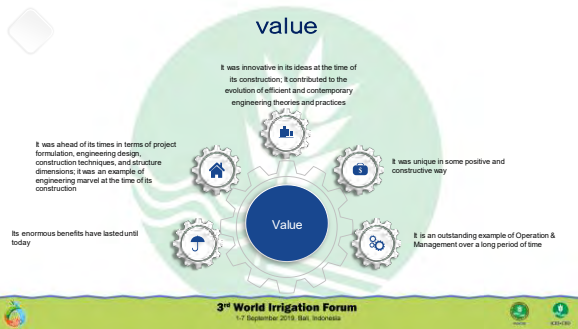 value
It was innovative in its ideas at the time of
its construction; It contributed to the
evolution of efficient and contemporary
engineering theories and practices
It was ahead of its times in terms of project
formulation, engineering design,
construction techniques, and structure
dimensions; it was an example of
engineering marvel at the time of its
construction
It was unique in some positive and
constructive way
Value
Its enormous benefits have lasted until
today
It is an outstanding example of Operation &
Management over a long period of time
3rd World Irrigation Forum
1-7 September 2019, Bali, Indonesia